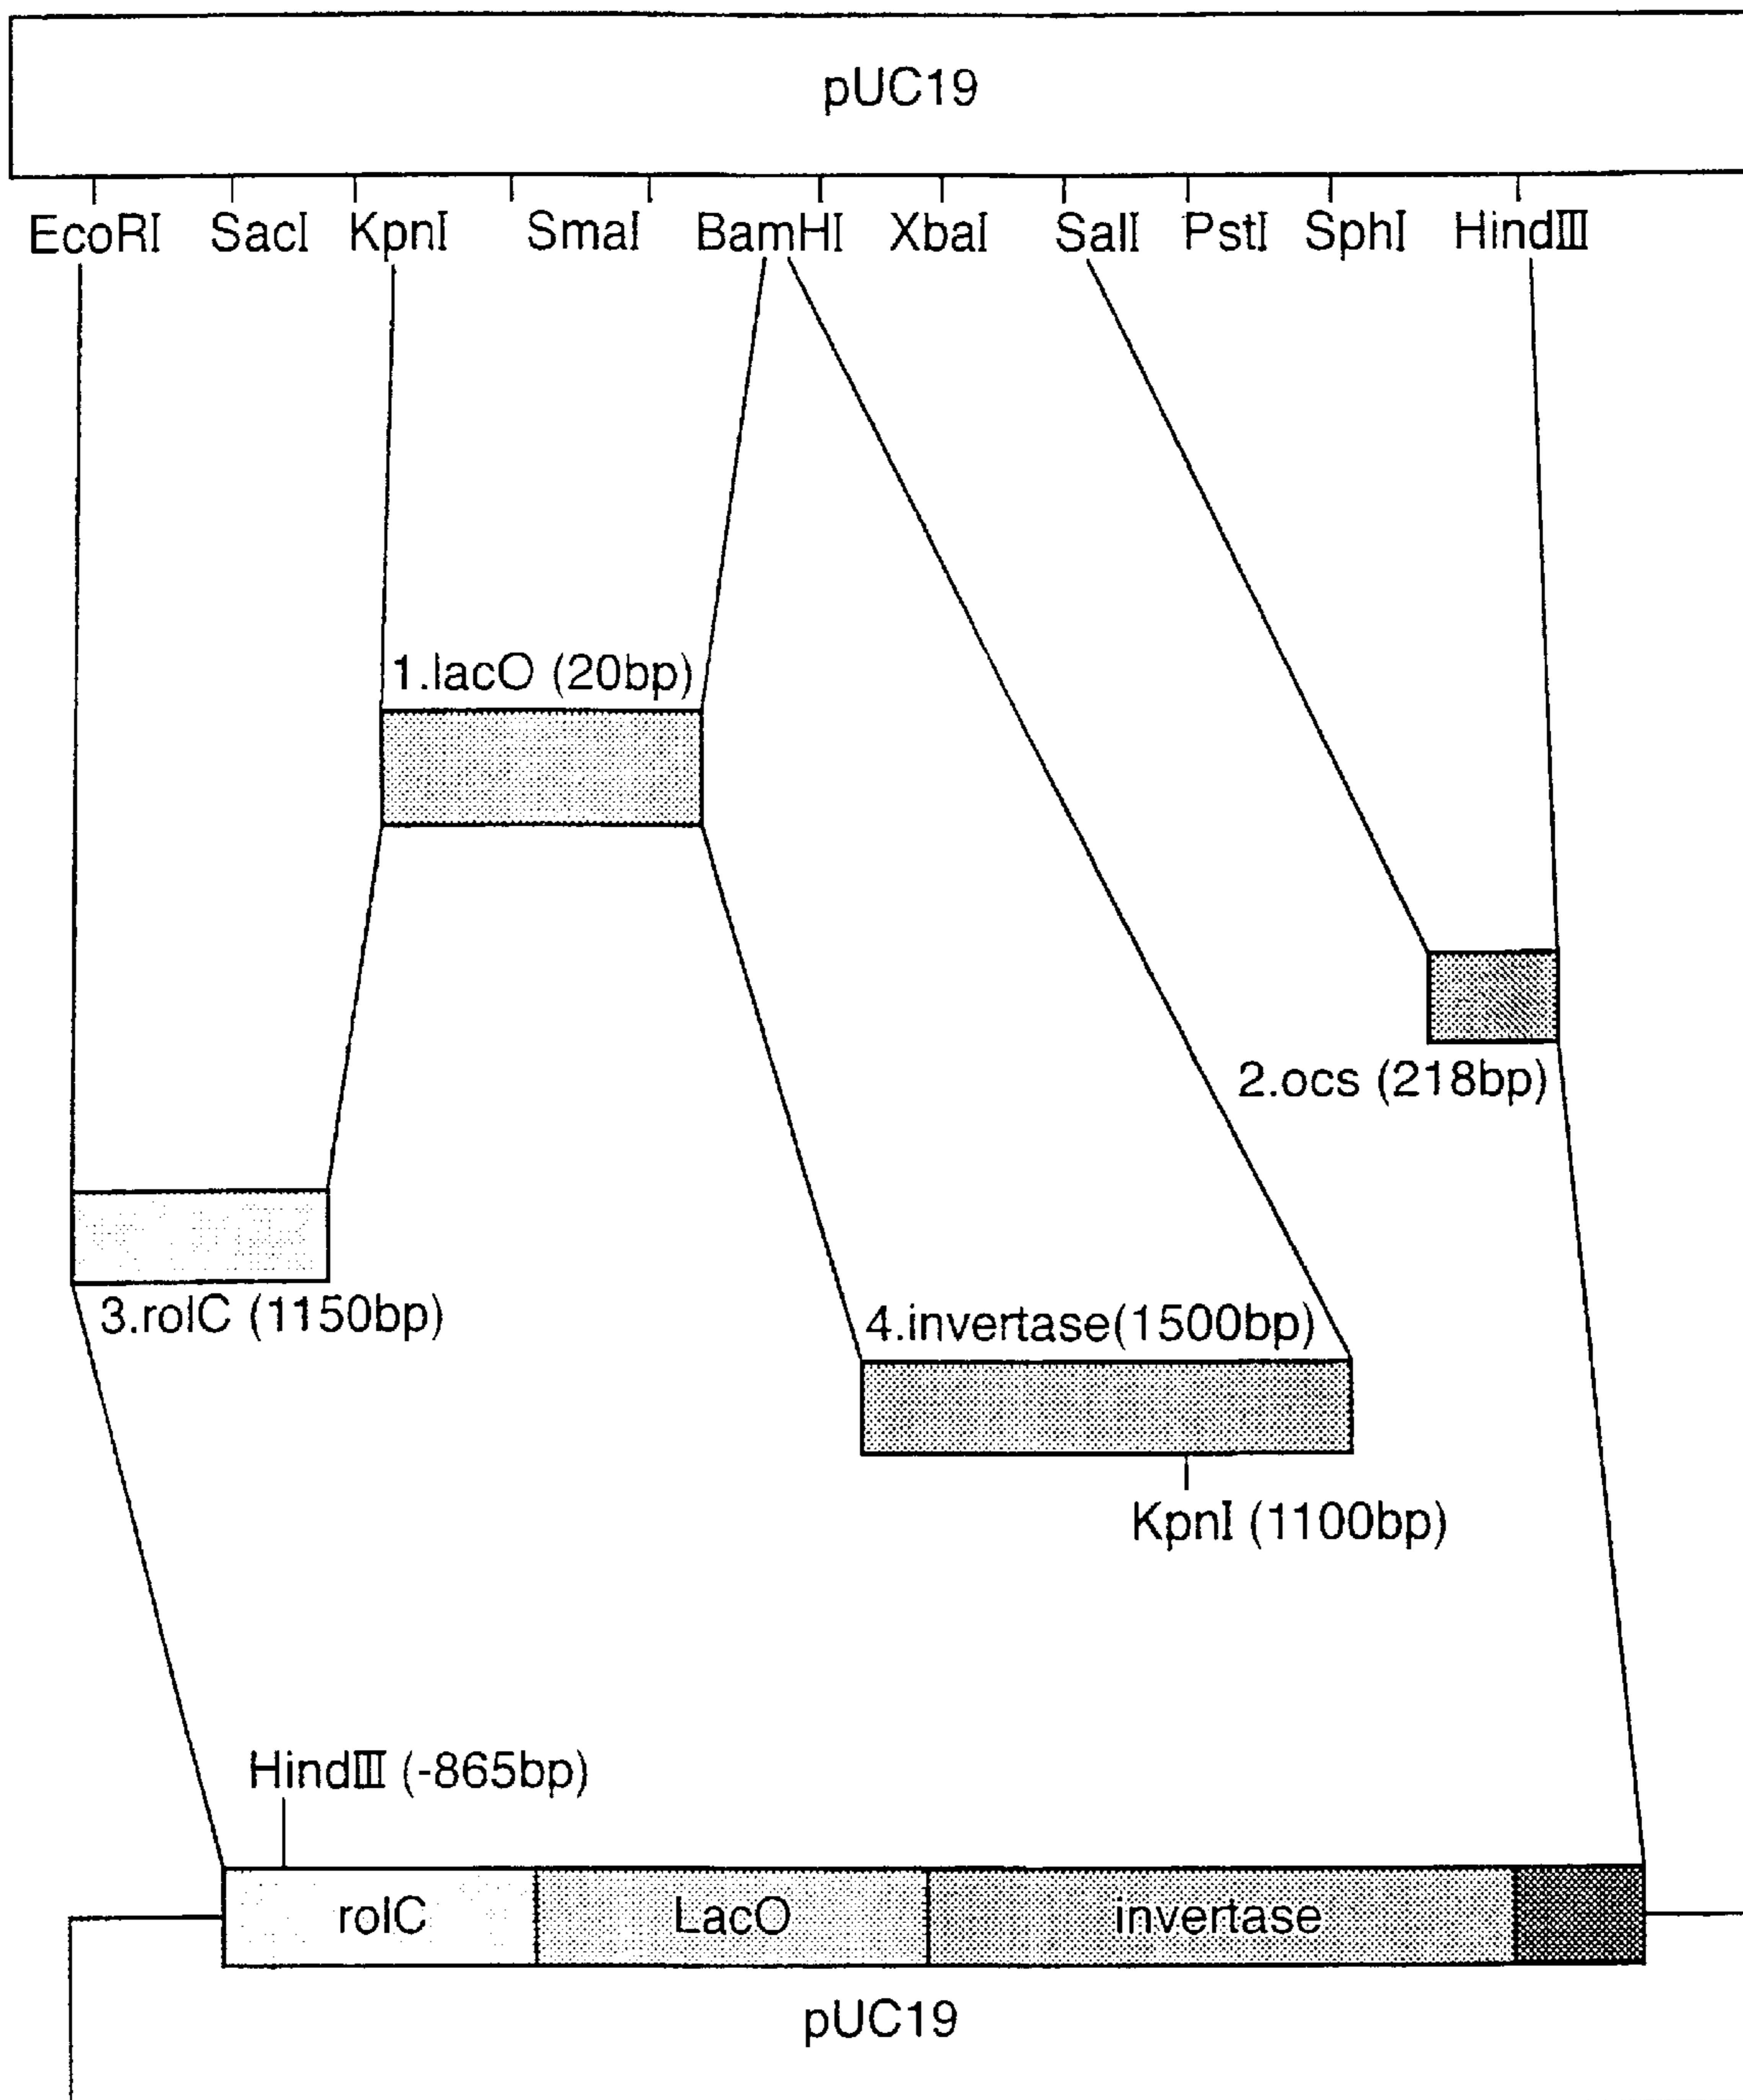 pUC19
EcoRI SacI KpnI SmaI BamHI XbaI SalI PstI SphI HindIII
1.lacO (20bp)
2.ocs (218bp)
3.rolC (1150bp)
4.invertase(1500bp)
KpnI (1100bp)
HindIII (-865bp)
rolC LacO invertase
pUC19